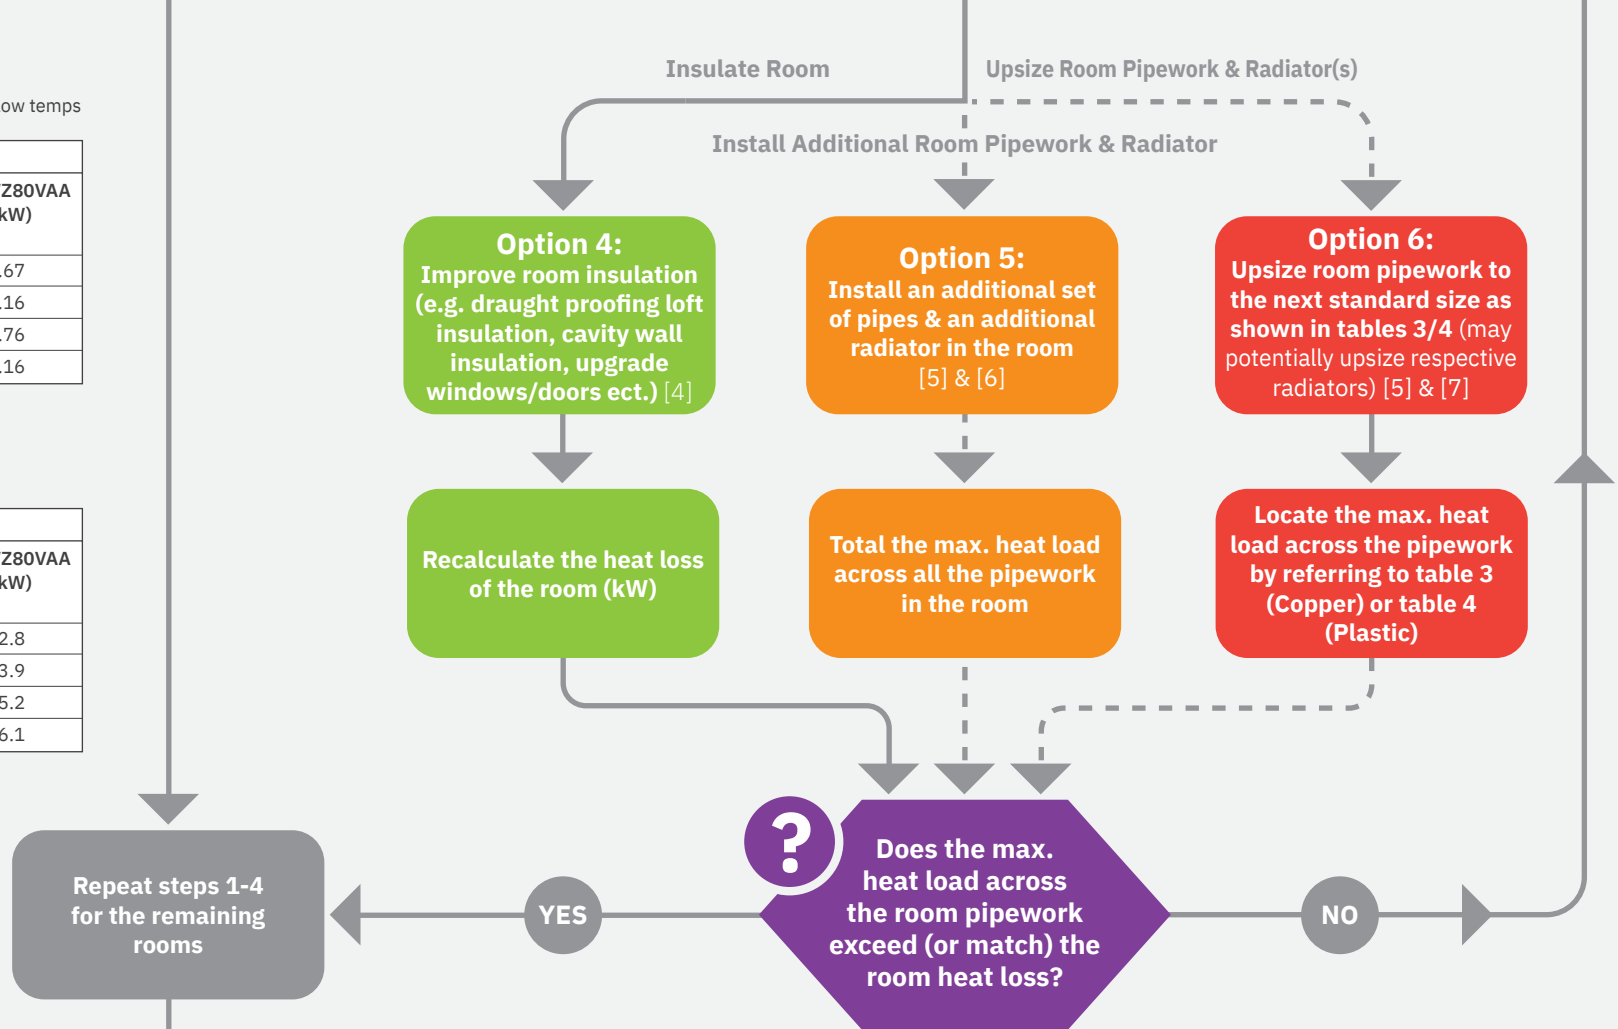 Insulate Room
Upsize Room Pipework & Radiator(s)
ow temps
Install Additional Room Pipework & Radiator
Z80VAA
kW)
.67
.16
.76
.16
Option 4:
Improve room insulation
(e.g. draught proofing loft
insulation, cavity wall
insulation, upgrade
windows/doors ect.) [4]
Option 5:
Install an additional set
of pipes & an additional
radiator in the room
[5] & [6]
Option 6:
Upsize room pipework to
the next standard size as
shown in tables 3/4 (may
potentially upsize respective
radiators) [5] & [7]
Z80VAA
kW)
2.8
3.9
5.2
6.1
Recalculate the heat loss
of the room (kW)
Total the max. heat load
across all the pipework
in the room
Locate the max. heat
load across the pipework
by referring to table 3
(Copper) or table 4
(Plastic)
Repeat steps 1-4
for the remaining
rooms
YES
?
Does the max.
heat load across
the room pipework
exceed (or match) the
room heat loss?
NO